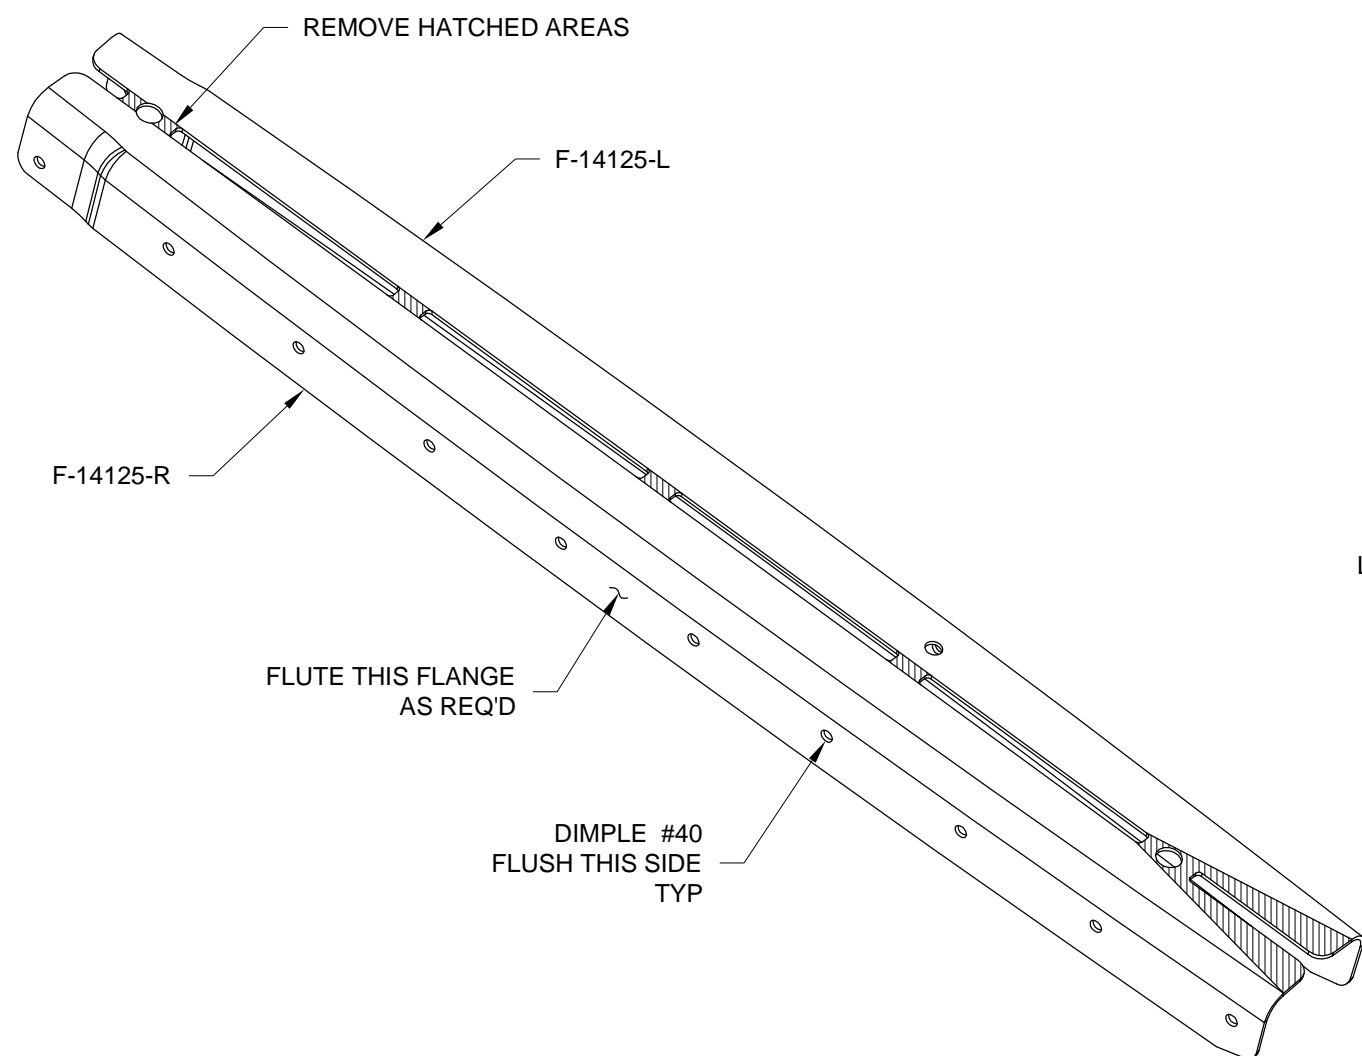 REMOVE HATCHED AREAS
F-14125-L
F-14125-R
FLUTE THIS FLANGE
AS REQ'D
DIMPLE #40
FLUSH THIS SIDE
TYP